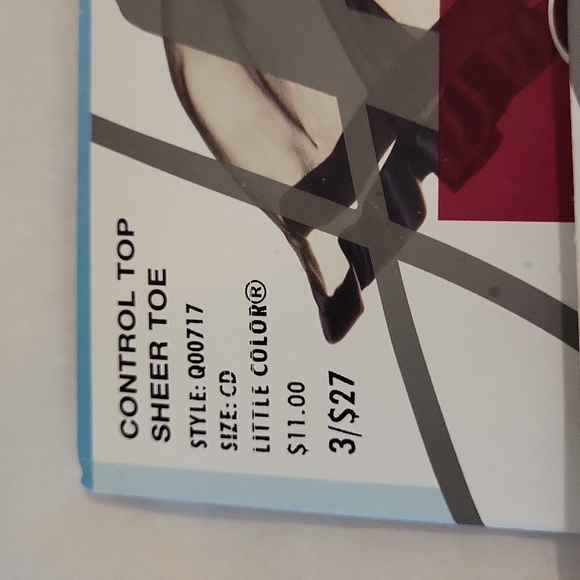 CONTROL TOP
SHEER TOE
STYLE: Q00717
SIZE: CD
LITTLE COLOR®
$11.00
3/$27